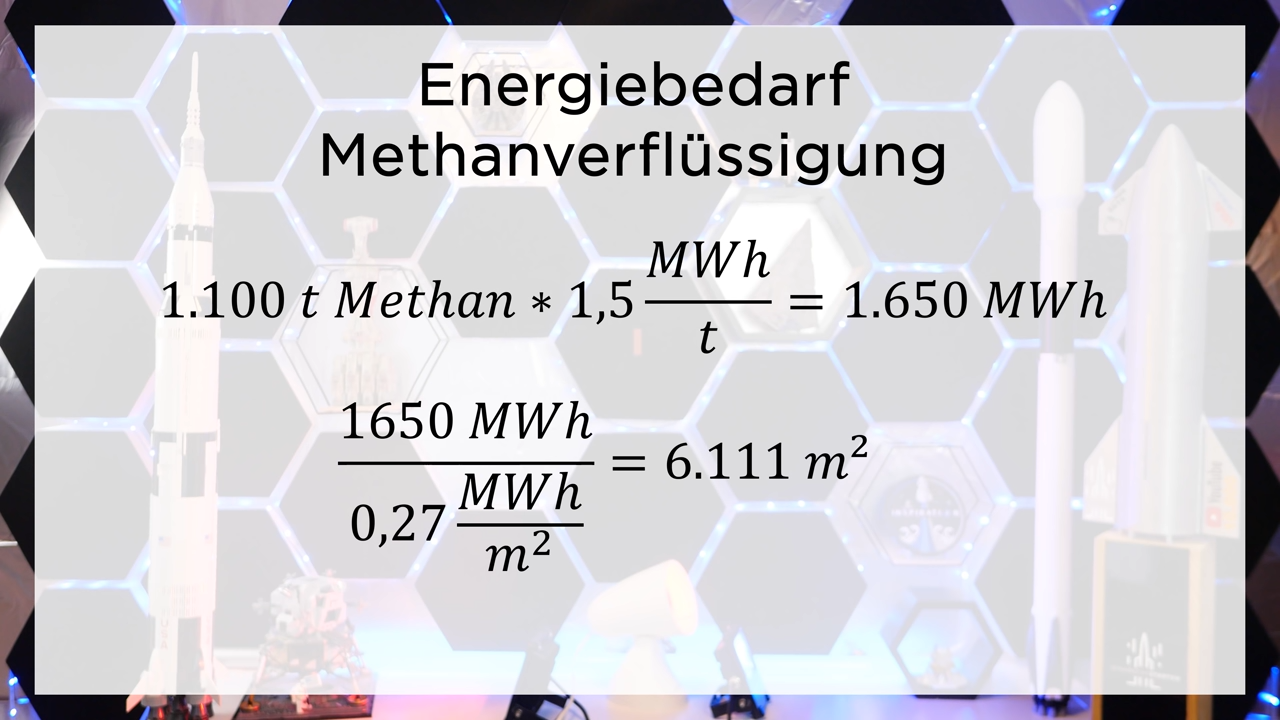 Energiebedarf
Methanverflüssigung
1.100 t Methan * 1,5 MWh/t = 1.650 MWh
1650 MWh / 0,27 MWh/m² = 6.111 m²